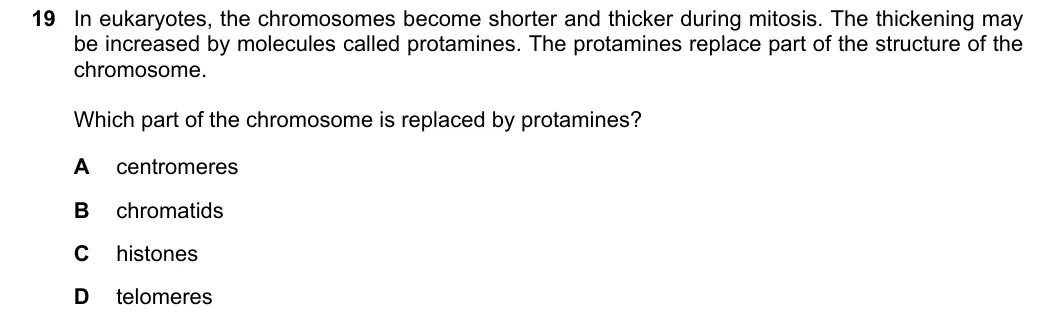 19 In eukaryotes, the chromosomes become shorter and thicker during mitosis. The thickening may
be increased by molecules called protamines. The protamines replace part of the structure of the
chromosome.
Which part of the chromosome is replaced by protamines?
A centromeres
B chromatids
C histones
D telomeres